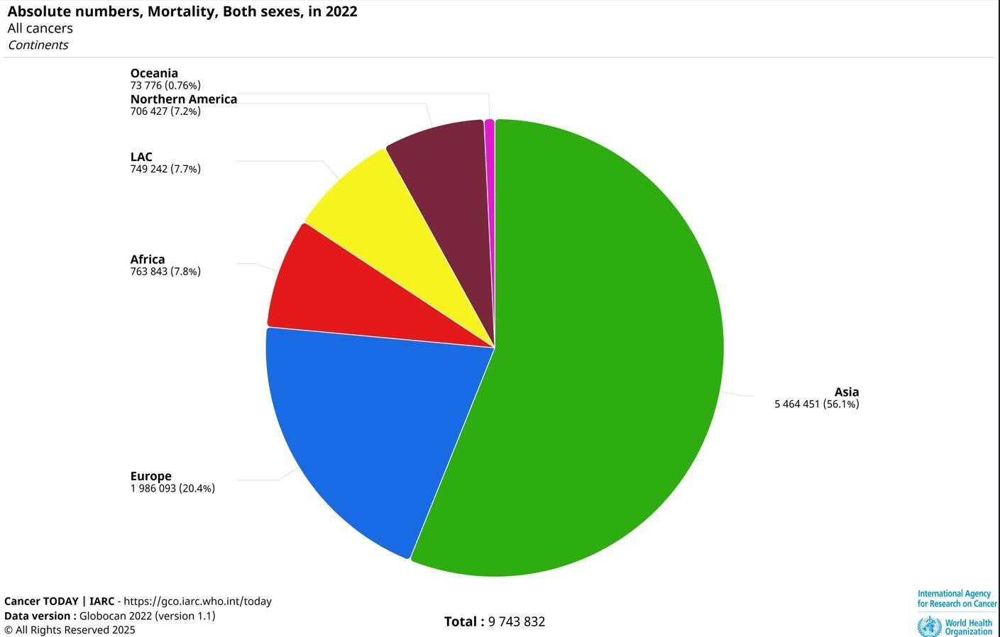 Absolute numbers, Mortality, Both sexes, in 2022
All cancers
Continents
Oceania
73 776 (0.76%)
Northern America
706 427 (7.2%)
LAC
749 242 (7.7%)
Africa
763 843 (7.8%)
Asia
5 464 451 (56.1%)
Europe
1 986 093 (20.4%)
Cancer TODAY | IARC - https://gco.iarc.who.int/today
Data version : Globocan 2022 (version 1.1)
© All Rights Reserved 2025
Total : 9 743 832
International Agency
for Research on Cancer
World Health
Organization